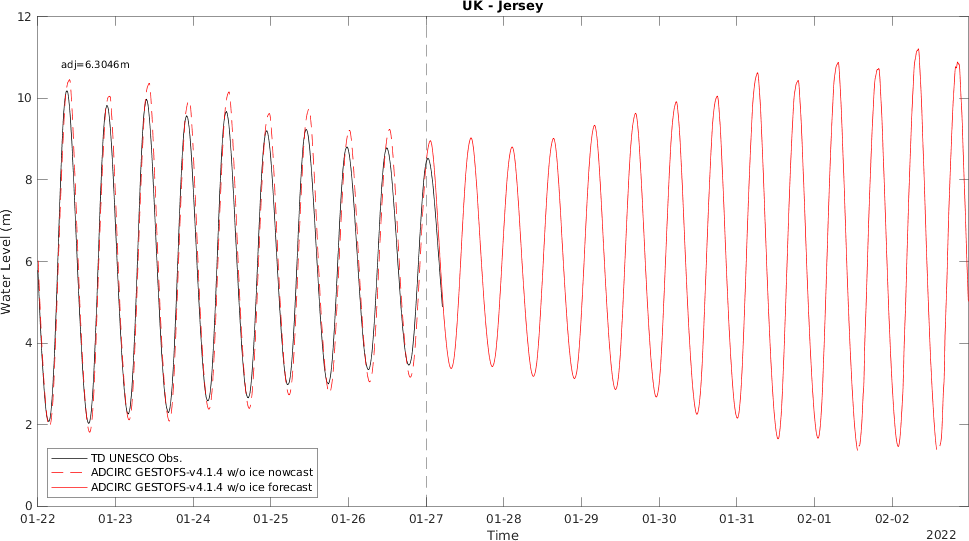 UK - Jersey
12
adj=6.3046m
10
8
6
4
2
0
Water Level (m)
TD UNESCO Obs.
ADCIRC GESTOFS-v4.1.4 w/o ice nowcast
ADCIRC GESTOFS-v4.1.4 w/o ice forecast
01-22 01-23 01-24 01-25 01-26 01-27 01-28 01-29 01-30 01-31 02-01 02-02
Time
2022